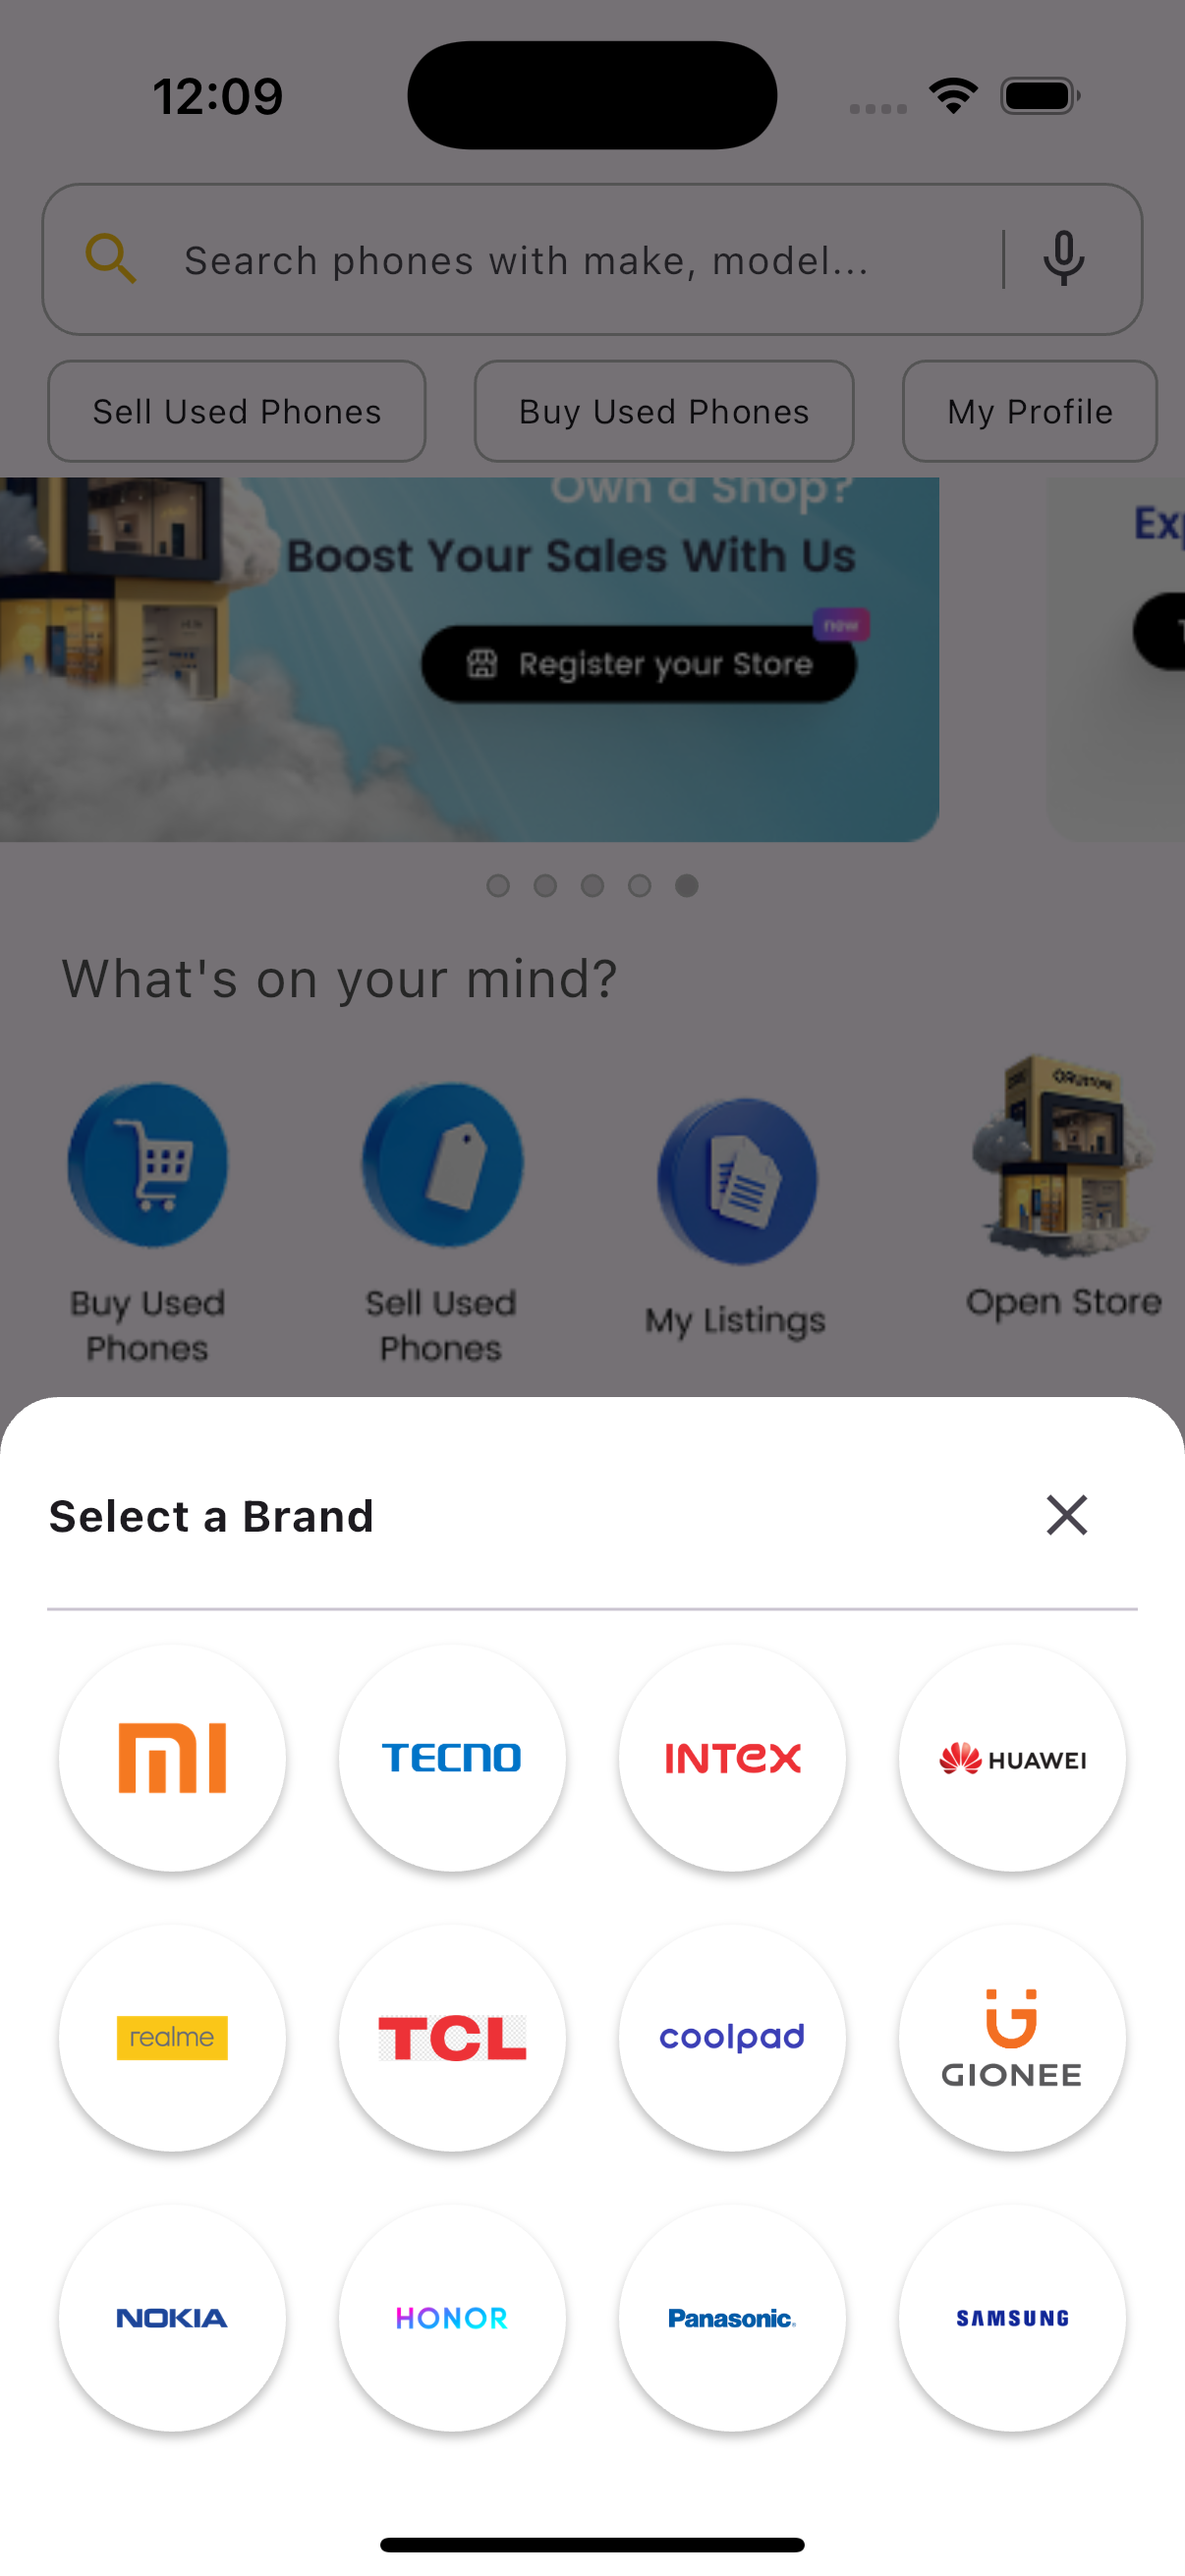 12:09
Search phones with make, model...
Sell Used Phones
Buy Used Phones
My Profile
Own a Shop?
Boost Your Sales With Us
new
Register your Store
What's on your mind?
Buy Used
Phones
Sell Used
Phones
My Listings
Open Store
Select a Brand
MI
TECNO
INTEX
HUAWEI
realme
TCL
coolpad
GIONEE
NOKIA
HONOR
Panasonic
SAMSUNG